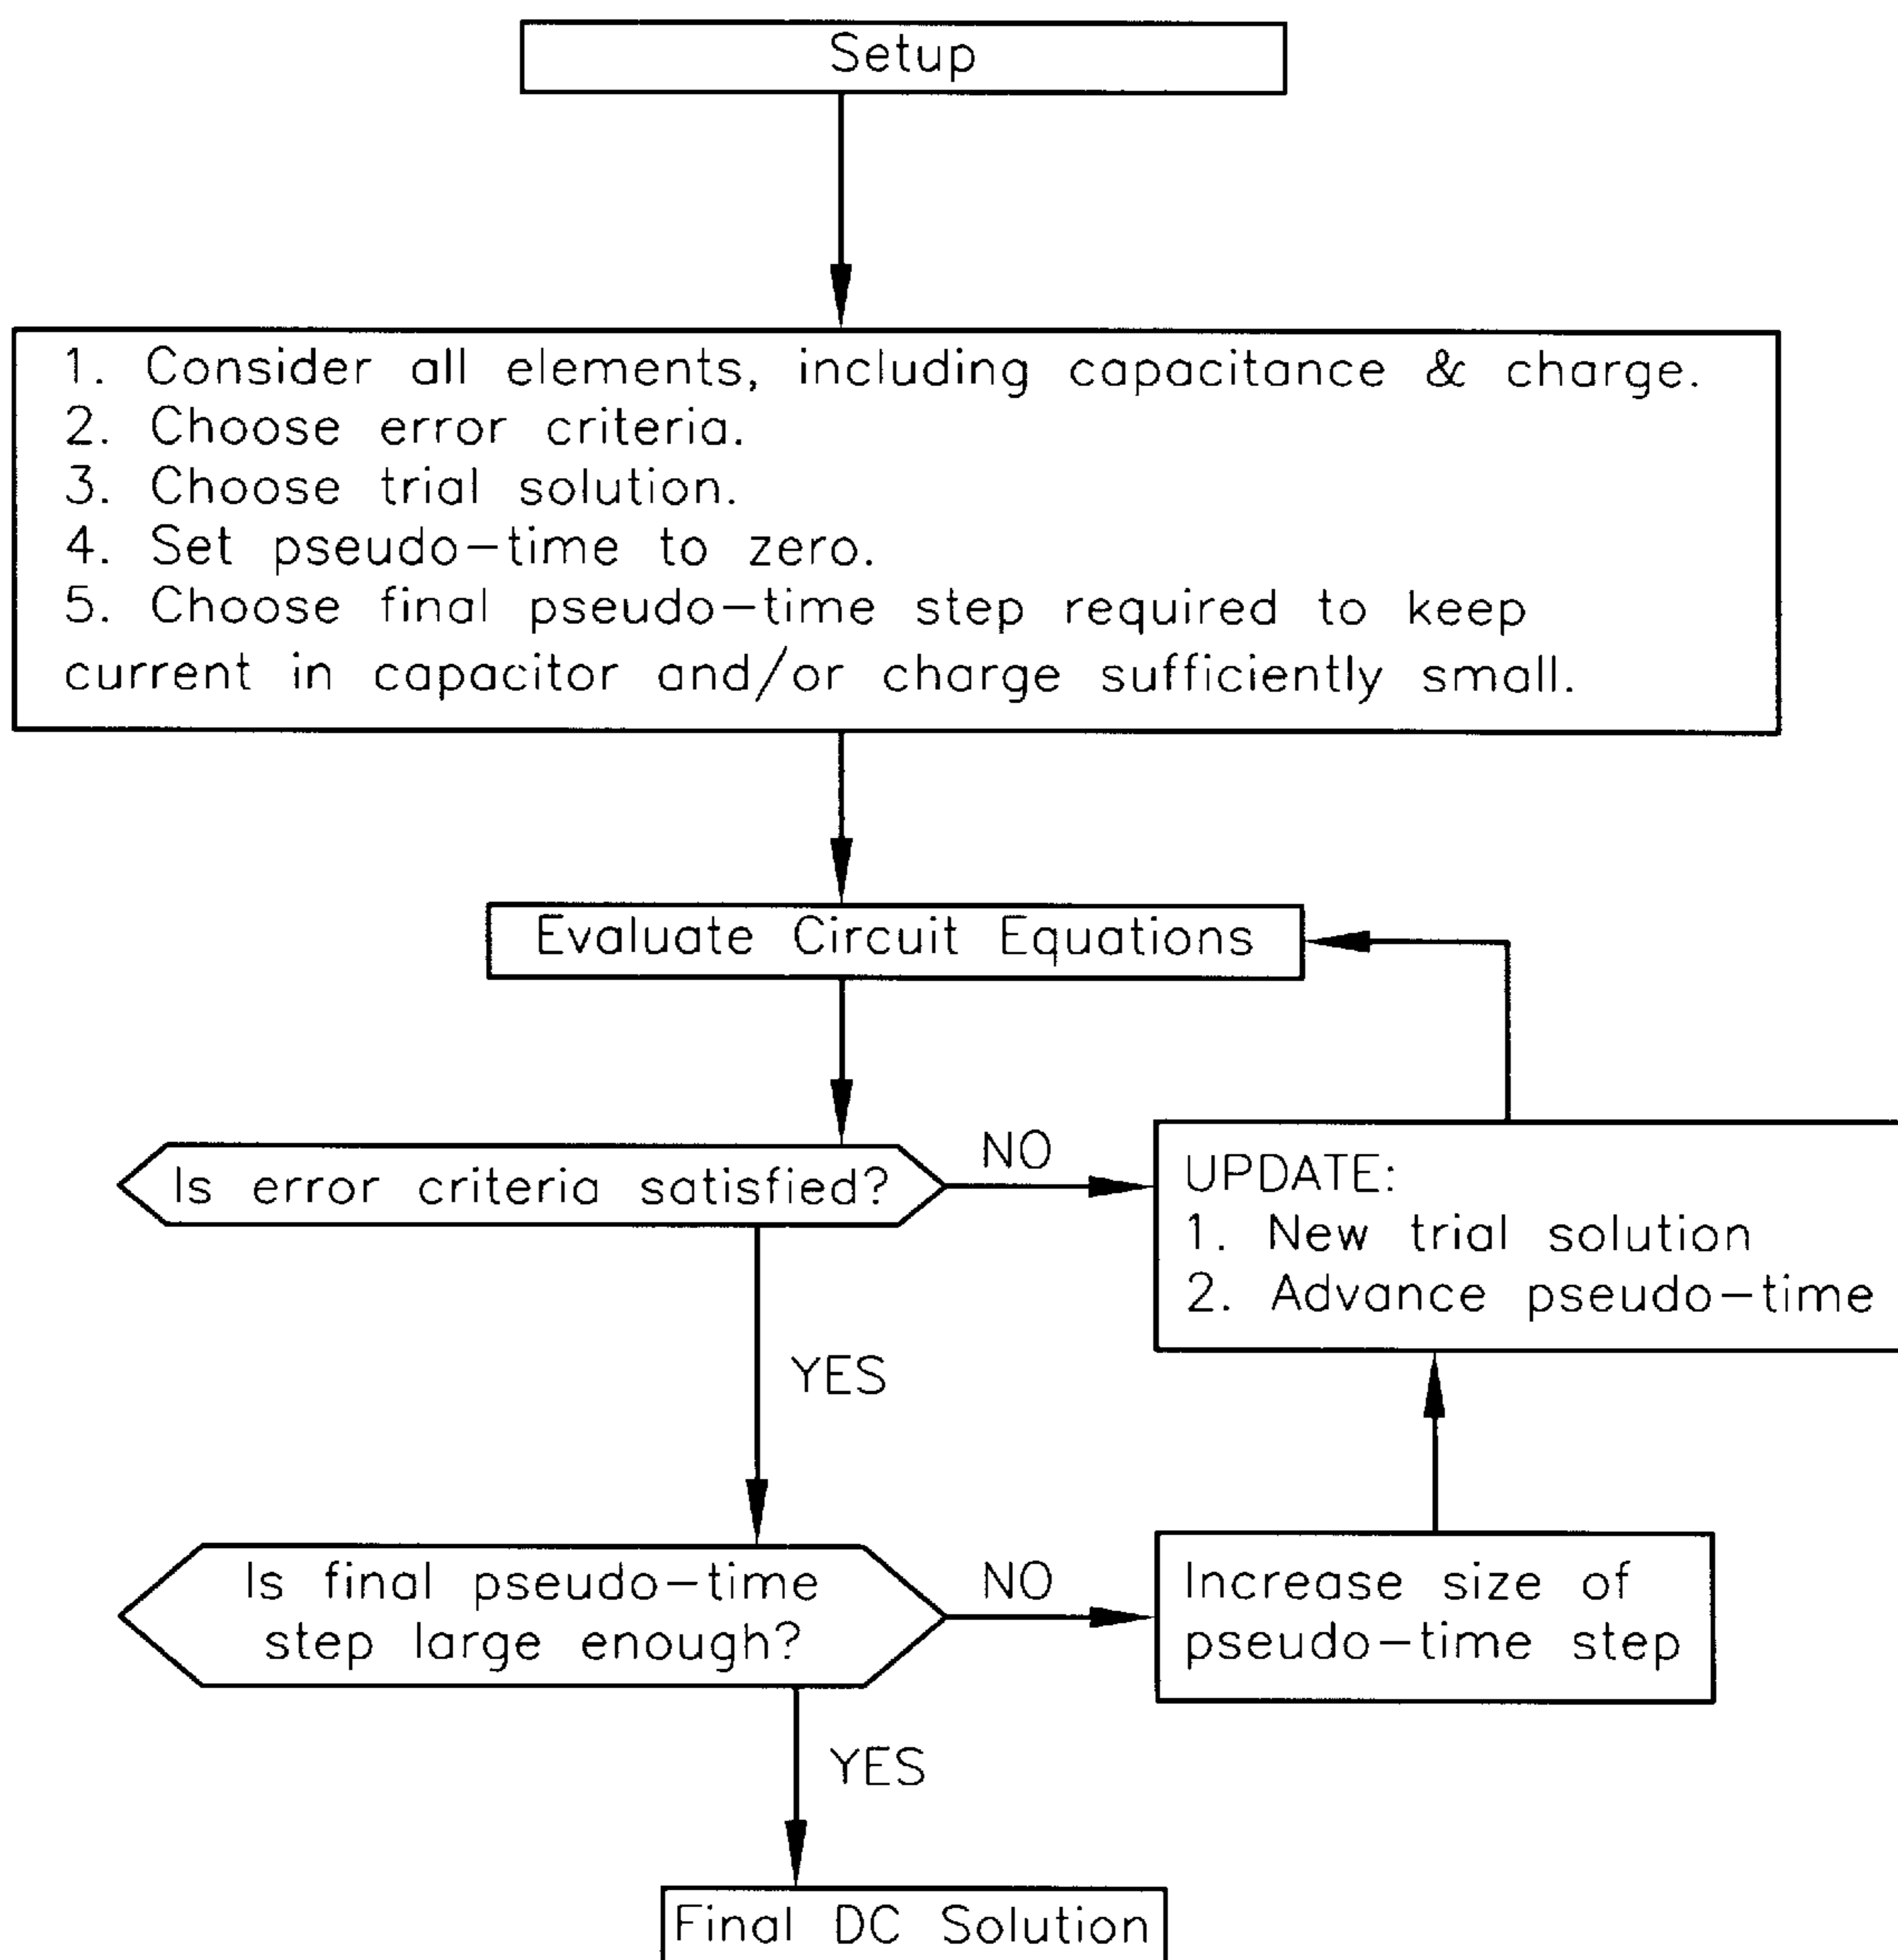 Setup
1. Consider all elements, including capacitance & charge.
2. Choose error criteria.
3. Choose trial solution.
4. Set pseudo-time to zero.
5. Choose final pseudo-time step required to keep
current in capacitor and/or charge sufficiently small.
Evaluate Circuit Equations
Is error criteria satisfied?
NO
UPDATE:
1. New trial solution
2. Advance pseudo-time
YES
Is final pseudo-time
step large enough?
NO
Increase size of
pseudo-time step
YES
Final DC Solution